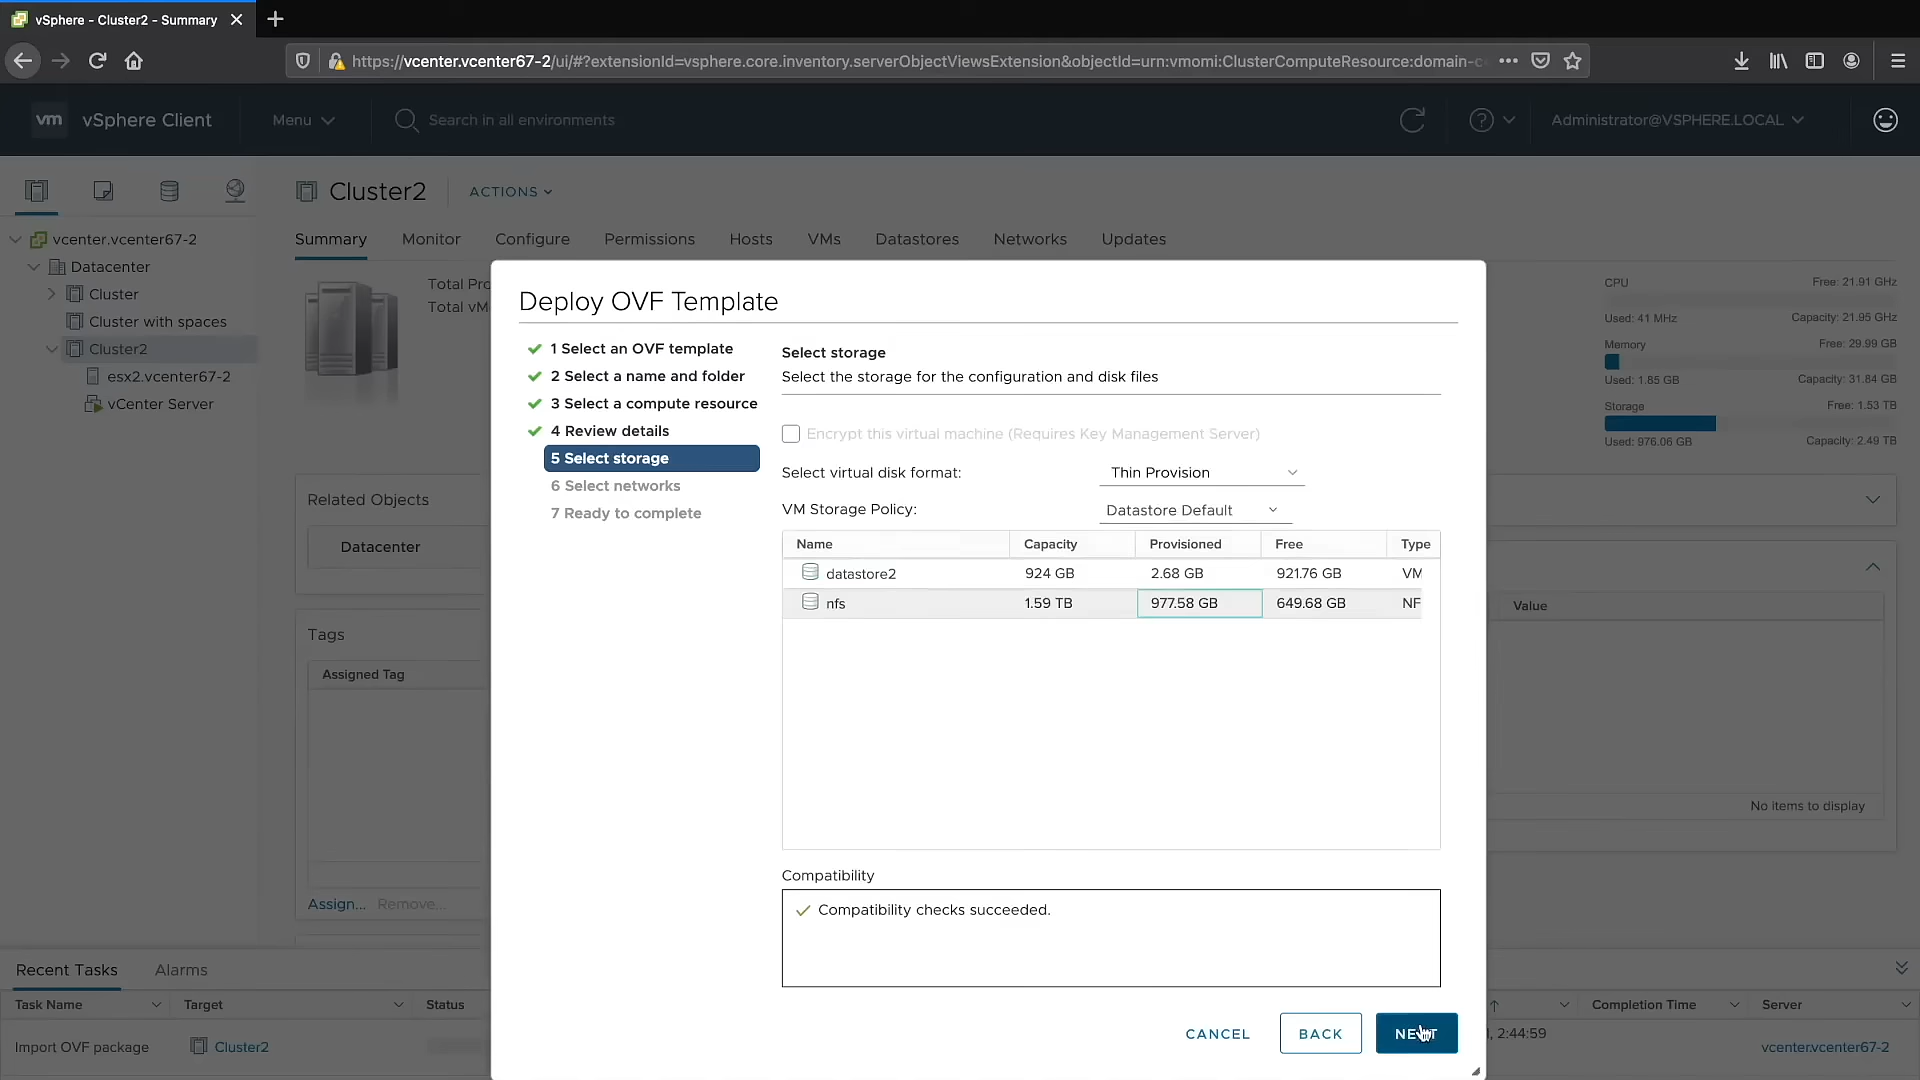 vSphere - Cluster2 - Summary
https://vcenter.vcenter67-2/ui/#?extensionId=vsphere.core.inventory.serverObjectViewsExtension&objectId=urn:vmomi:ClusterComputeResource:domain-c
vm vSphere Client Menu Search in all environments Administrator@VSPHERE.LOCAL
Cluster2 ACTIONS
Summary Monitor Configure Permissions Hosts VMs Datastores Networks Updates
vcenter.vcenter67-2
Datacenter
Cluster
Cluster with spaces
Cluster2
esx2.vcenter67-2
vCenter Server
Total Pro
Total vM
CPU Free: 21.91 GHz
Used: 41 MHz Capacity: 21.95 GHz
Memory Free: 29.99 GB
Used: 1.85 GB Capacity: 31.84 GB
Storage Free: 1.53 TB
Used: 976.06 GB Capacity: 2.49 TB
Related Objects
Datacenter
Tags
Assigned Tag
Assign... Remove...
Value
No items to display
Deploy OVF Template
1 Select an OVF template
2 Select a name and folder
3 Select a compute resource
4 Review details
5 Select storage
6 Select networks
7 Ready to complete
Select storage
Select the storage for the configuration and disk files
Encrypt this virtual machine (Requires Key Management Server)
Select virtual disk format: Thin Provision
VM Storage Policy: Datastore Default
Name Capacity Provisioned Free Type
datastore2 924 GB 2.68 GB 921.76 GB VM
nfs 1.59 TB 977.58 GB 649.68 GB NF
Compatibility
Compatibility checks succeeded.
CANCEL BACK NEXT
Recent Tasks Alarms
Task Name Target Status Completion Time Server
Import OVF package Cluster2 2:44:59 vcenter.vcenter67-2